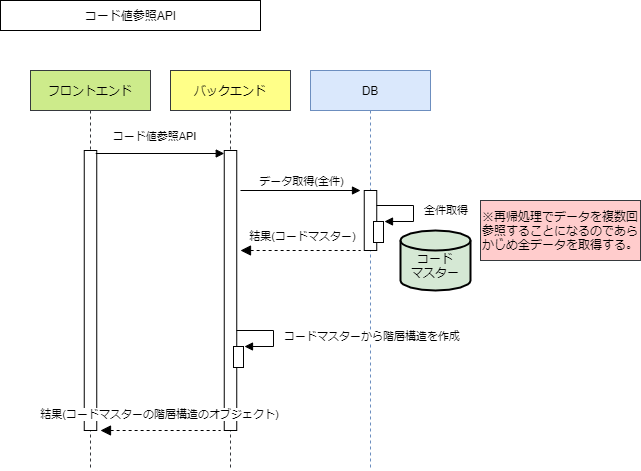 コード値参照API
フロントエンド
バックエンド
DB
コード値参照API
データ取得(全件)
全件取得
※再帰処理でデータを複数回
参照することになるのであら
かじめ全データを取得する。
結果(コードマスター)
コード
マスター
コードマスターから階層構造を作成
結果(コードマスターの階層構造のオブジェクト)